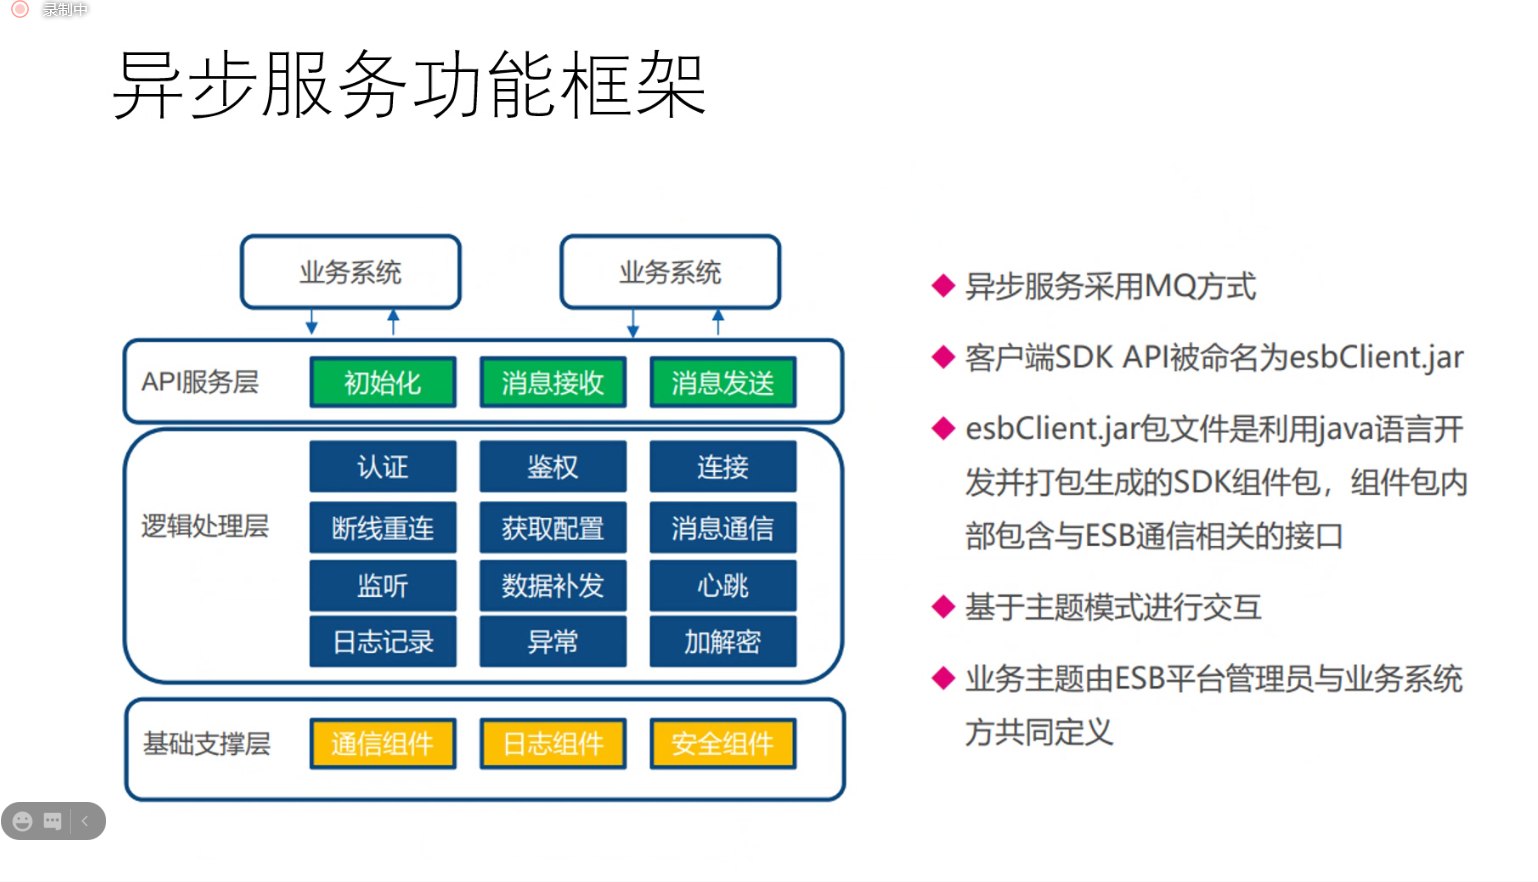 录制中
异步服务功能框架
业务系统
业务系统
API服务层
初始化
消息接收
消息发送
逻辑处理层
认证
鉴权
连接
断线重连
获取配置
消息通信
监听
数据补发
心跳
日志记录
异常
加解密
基础支撑层
通信组件
日志组件
安全组件
异步服务采用MQ方式
客户端SDK API被命名为esbClient.jar
esbClient.jar包文件是利用java语言开
发并打包生成的SDK组件包，组件包内
部包含与ESB通信相关的接口
基于主题模式进行交互
业务主题由ESB平台管理员与业务系统
方共同定义